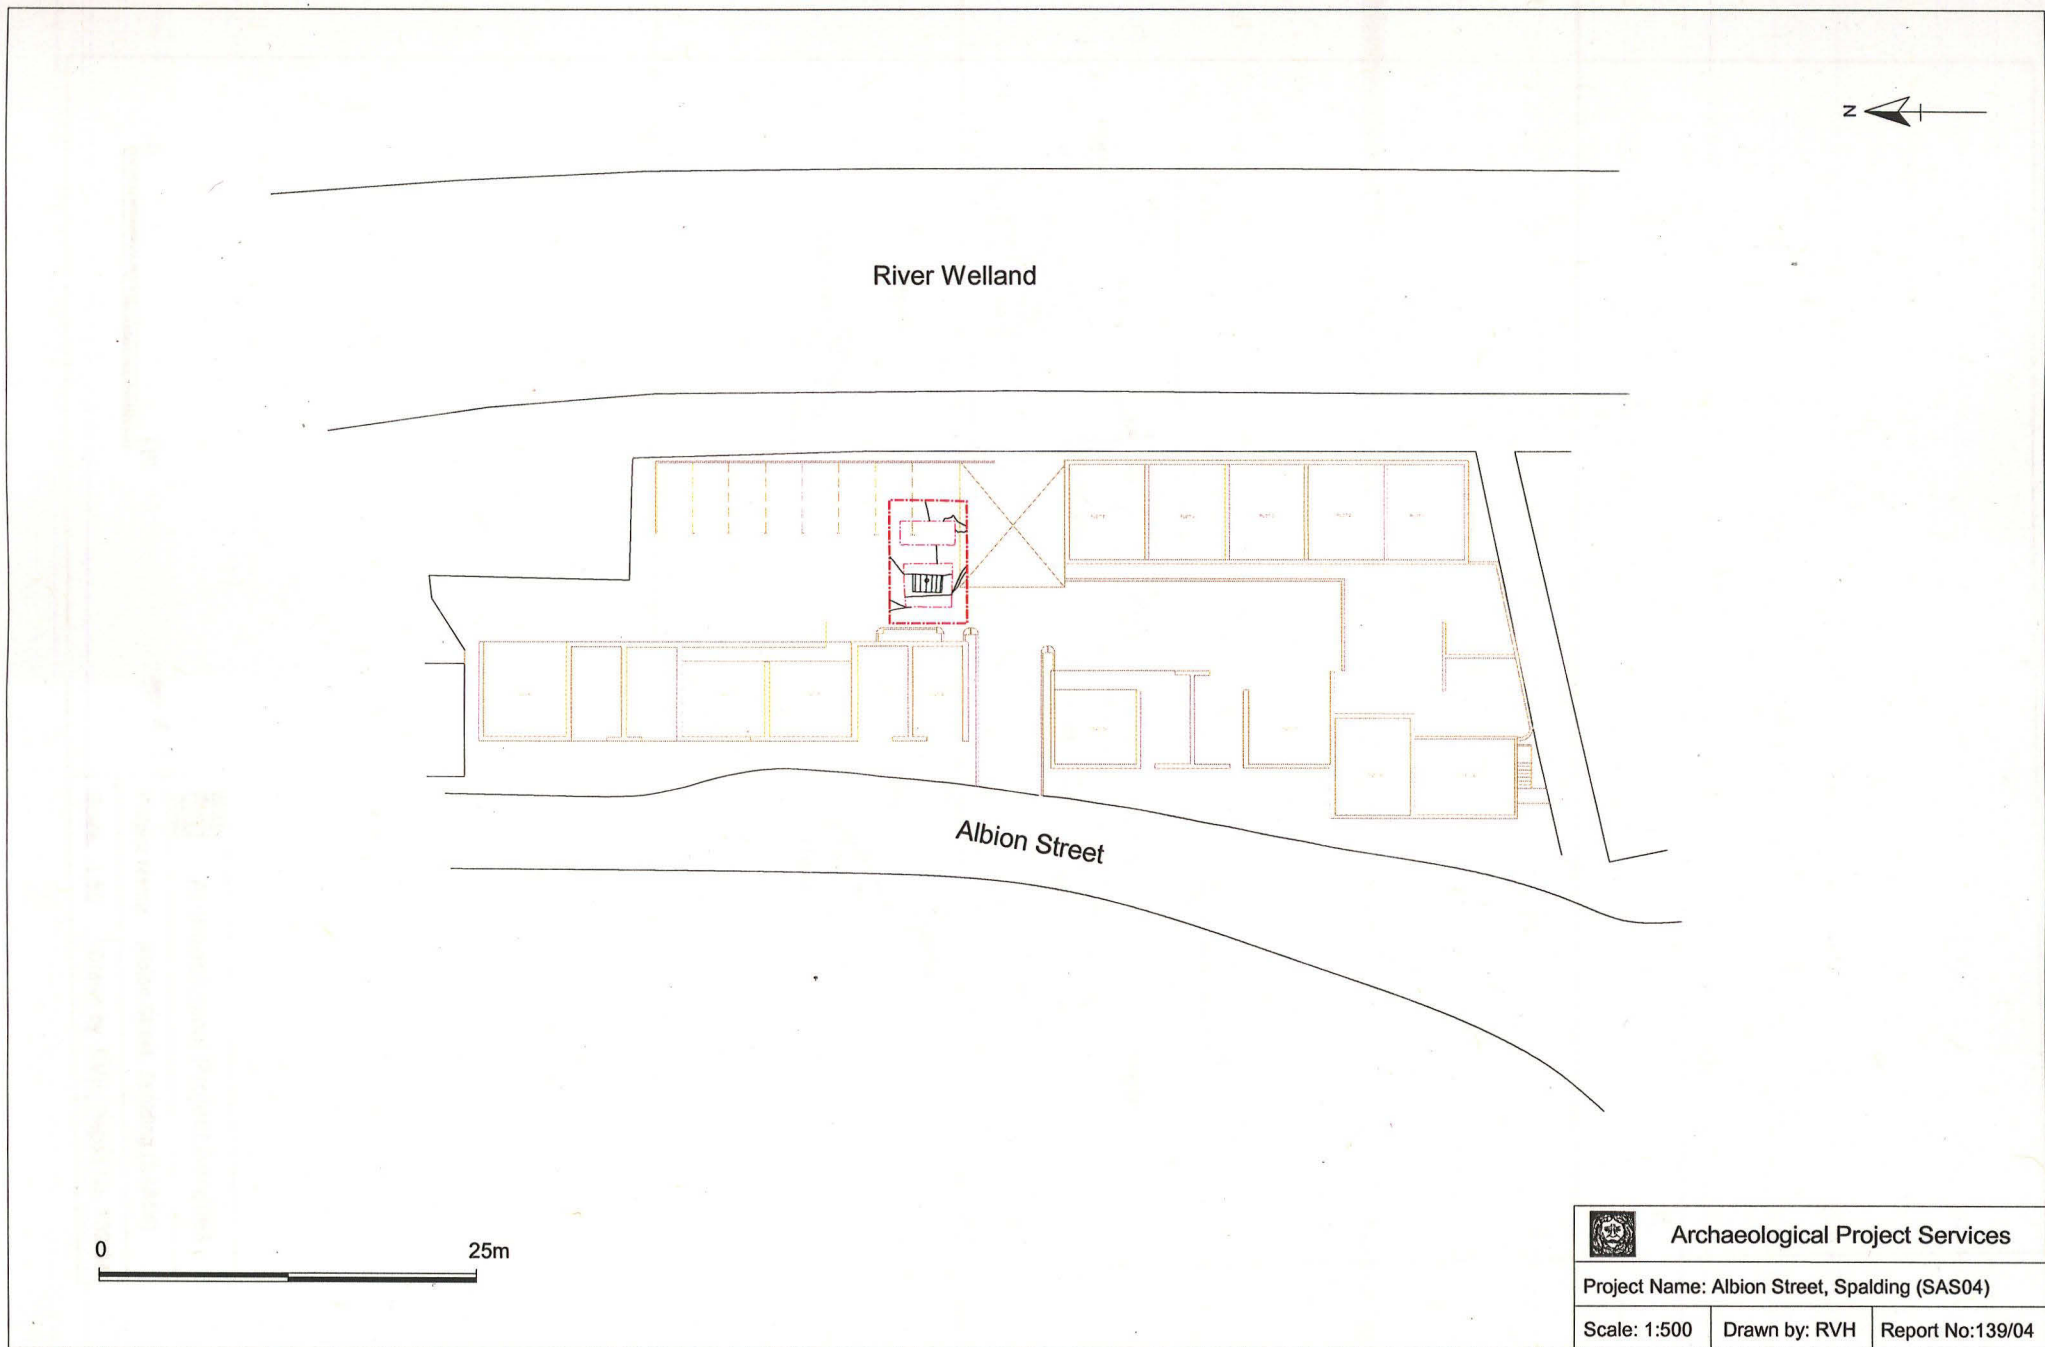 N
River Welland
Albion Street
0 25m
Archaeological Project Services
Project Name: Albion Street, Spalding (SAS04)
Scale: 1:500
Drawn by: RVH
Report No:139/04